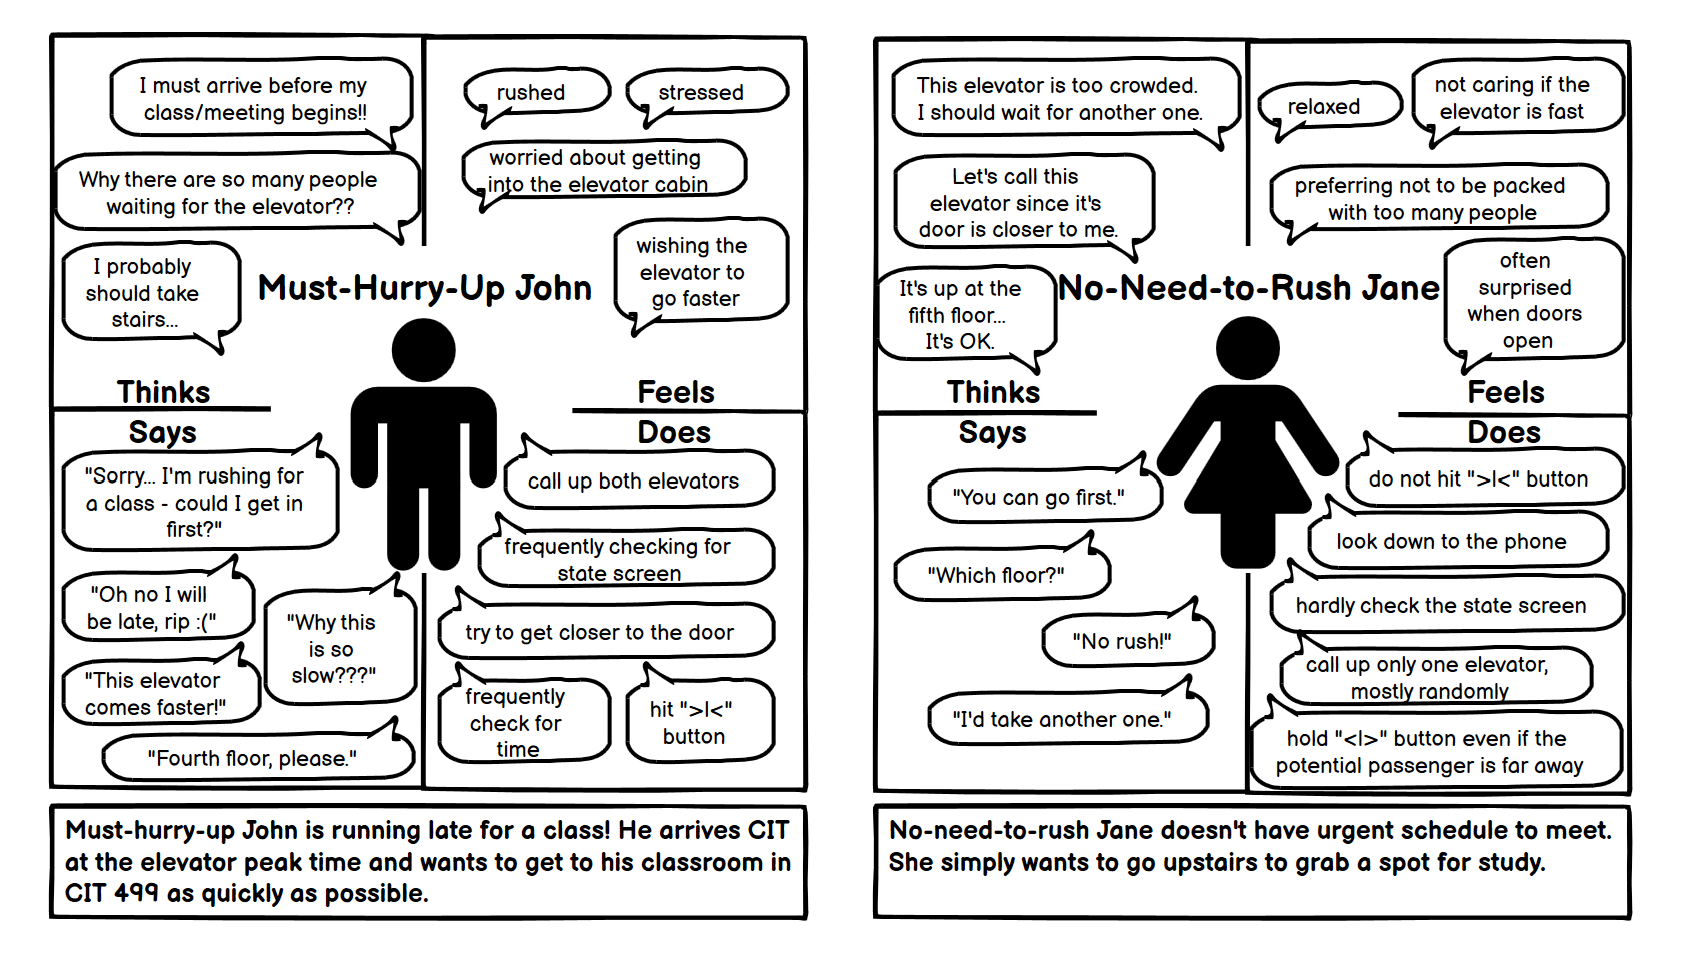 I must arrive before my
class/meeting begins!!
Why there are so many people
waiting for the elevator??
I probably
should take
stairs...
rushed
stressed
worried about getting
into the elevator cabin
wishing the
elevator to
go faster
Must-Hurry-Up John
Thinks
Feels
Says
Does
"Sorry... I'm rushing for
a class - could I get in
first?"
"Oh no I will
be late, rip :("
"Why this
is so
slow???"
"This elevator
comes faster!"
"Fourth floor, please."
call up both elevators
frequently checking for
state screen
try to get closer to the door
frequently
check for
time
hit ">|<"
button
Must-hurry-up John is running late for a class! He arrives CIT
at the elevator peak time and wants to get to his classroom in
CIT 499 as quickly as possible.
This elevator is too crowded.
I should wait for another one.
Let's call this
elevator since it's
door is closer to me.
It's up at the
fifth floor...
It's OK.
relaxed
not caring if the
elevator is fast
preferring not to be packed
with too many people
often
surprised
when doors
open
No-Need-to-Rush Jane
Thinks
Feels
Says
Does
"You can go first."
"Which floor?"
"No rush!"
"I'd take another one."
do not hit ">|<" button
look down to the phone
hardly check the state screen
call up only one elevator,
mostly randomly
hold "<|>" button even if the
potential passenger is far away
No-need-to-rush Jane doesn't have urgent schedule to meet.
She simply wants to go upstairs to grab a spot for study.